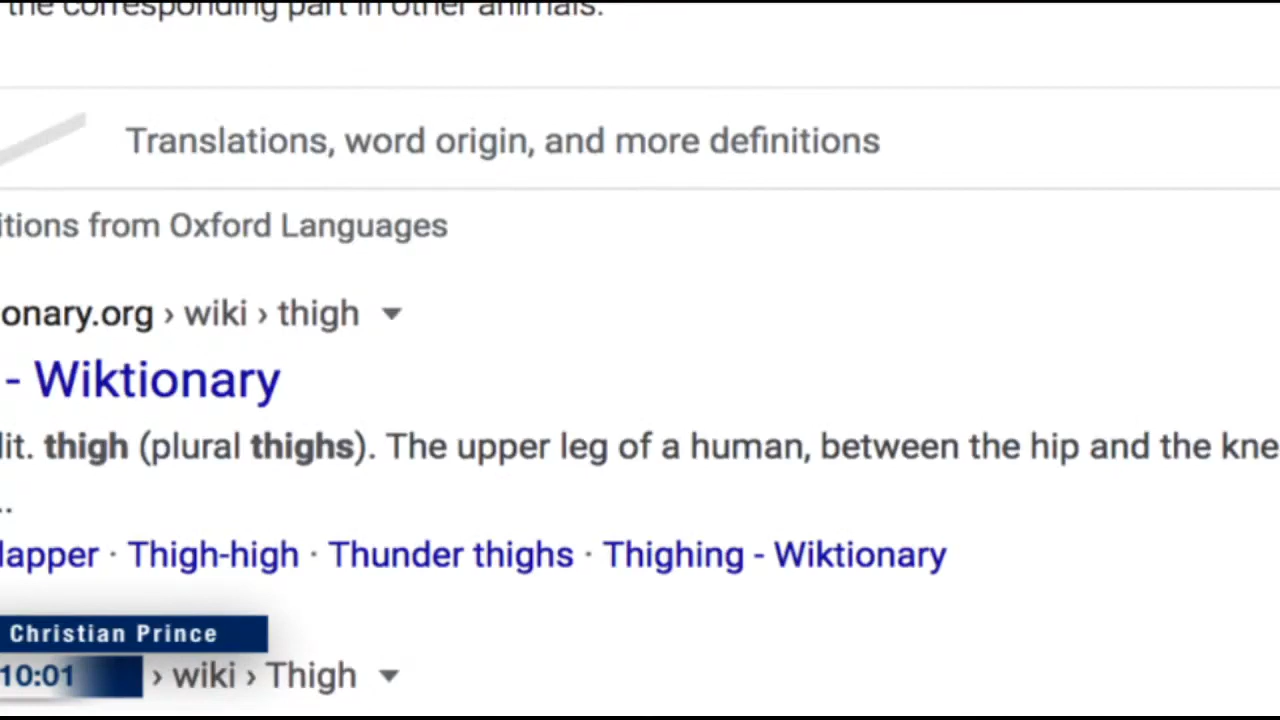 the corresponding part in other animals.
Translations, word origin, and more definitions
itions from Oxford Languages
onary.org › wiki › thigh
- Wiktionary
lit. thigh (plural thighs). The upper leg of a human, between the hip and the kne
..
lapper · Thigh-high · Thunder thighs · Thighing - Wiktionary
Christian Prince
10:01 › wiki › Thigh